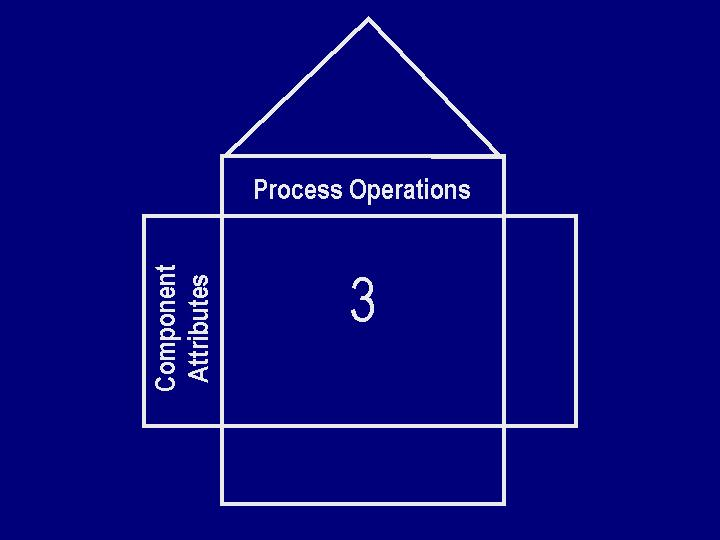 Process Operations
Component
Attributes
3